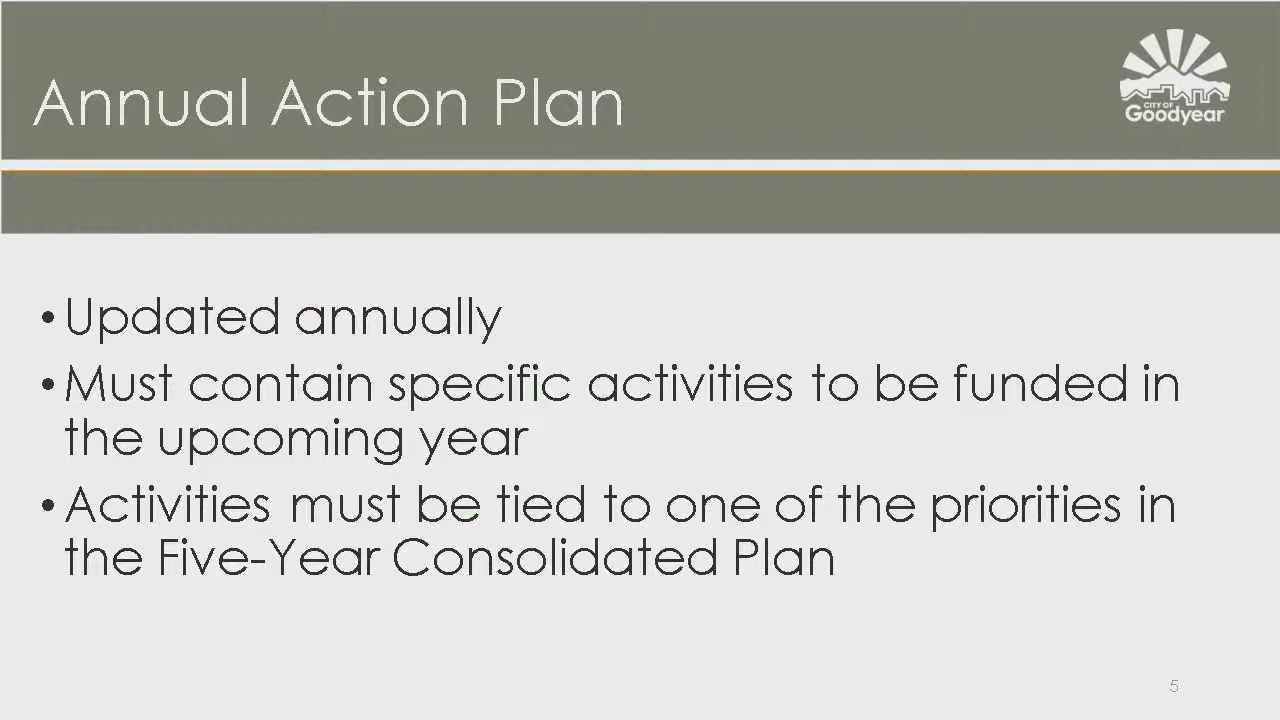 Annual Action Plan
CITY OF
Goodyear
• Updated annually
• Must contain specific activities to be funded in
the upcoming year
• Activities must be tied to one of the priorities in
the Five-Year Consolidated Plan
5